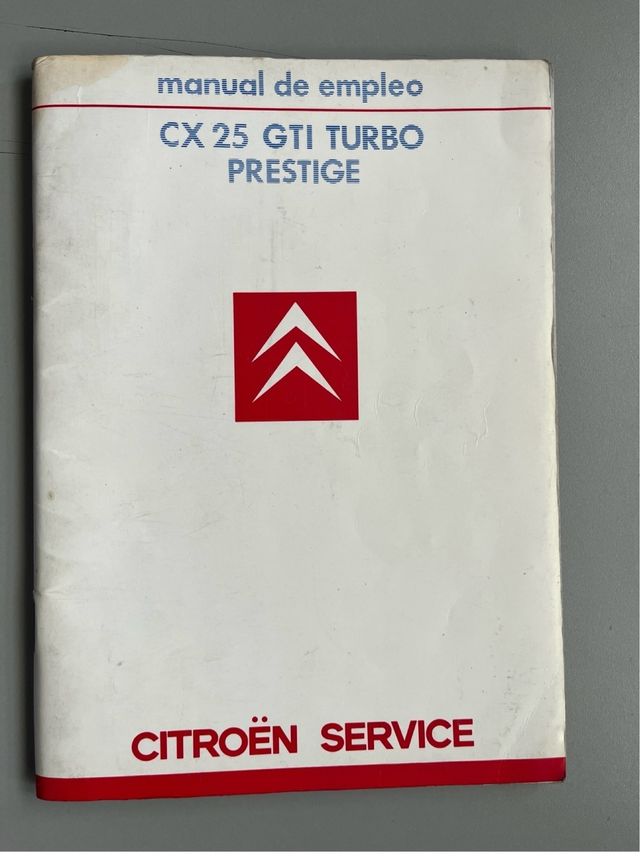 manual de empleo
CX 25 GTI TURBO
PRESTIGE
CITROËN SERVICE